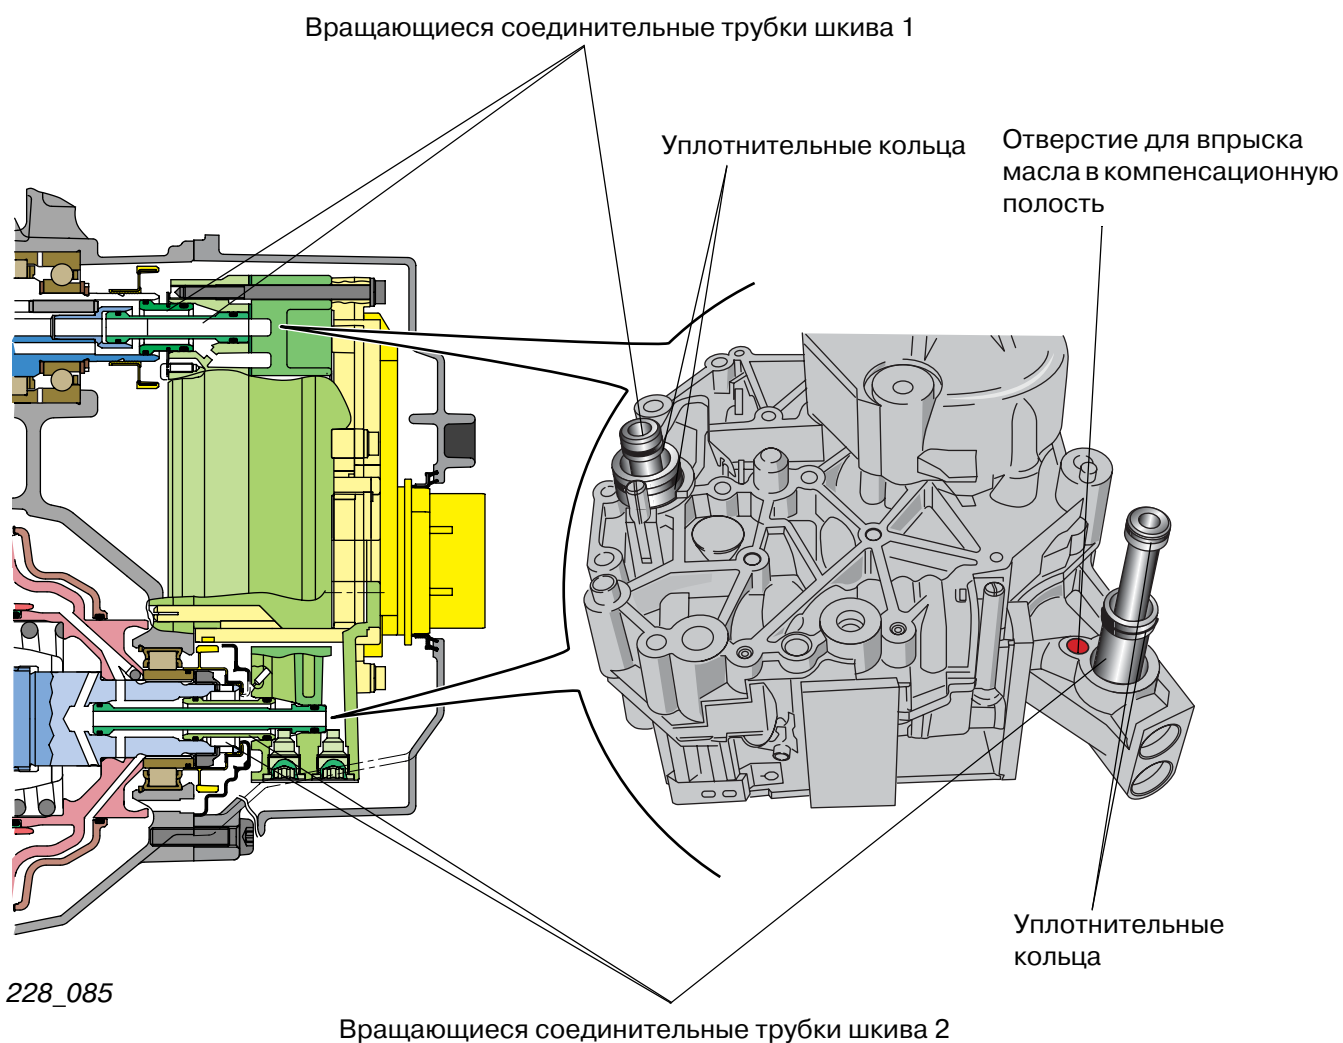 Вращающиеся соединительные трубки шкива 1
Уплотнительные кольца
Отверстие для впрыска
масла в компенсационную
полость
Уплотнительные
кольца
228_085
Вращающиеся соединительные трубки шкива 2